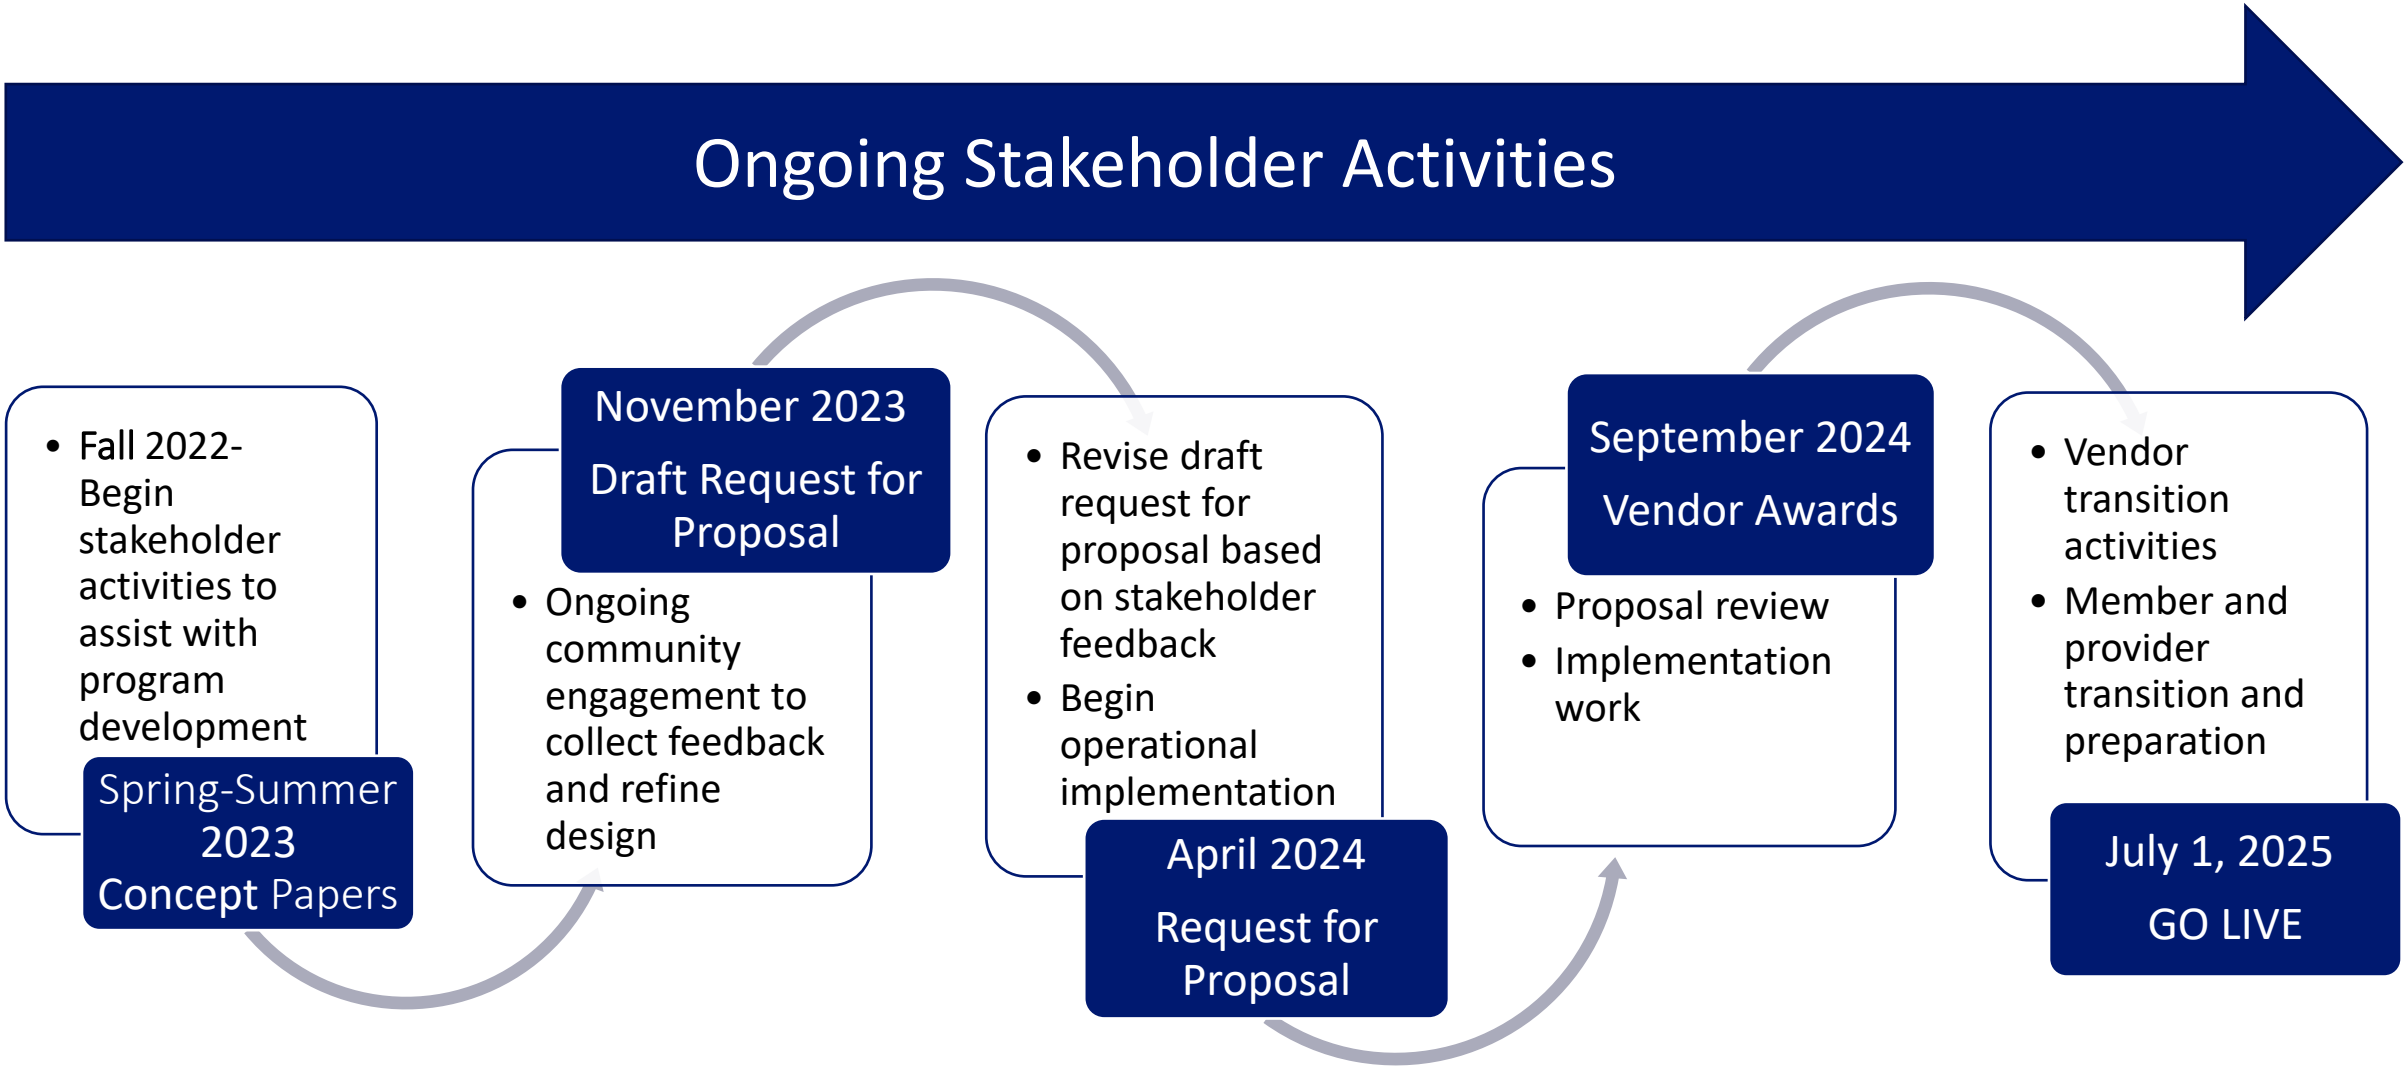 Ongoing Stakeholder Activities
• Fall 2022-
Begin
stakeholder
activities to
assist with
program
development
Spring-Summer
2023
Concept Papers
November 2023
Draft Request for
Proposal
• Ongoing
community
engagement to
collect feedback
and refine
design
• Revise draft
request for
proposal based
on stakeholder
feedback
• Begin
operational
implementation
April 2024
Request for
Proposal
September 2024
Vendor Awards
• Proposal review
• Implementation
work
• Vendor
transition
activities
• Member and
provider
transition and
preparation
July 1, 2025
GO LIVE